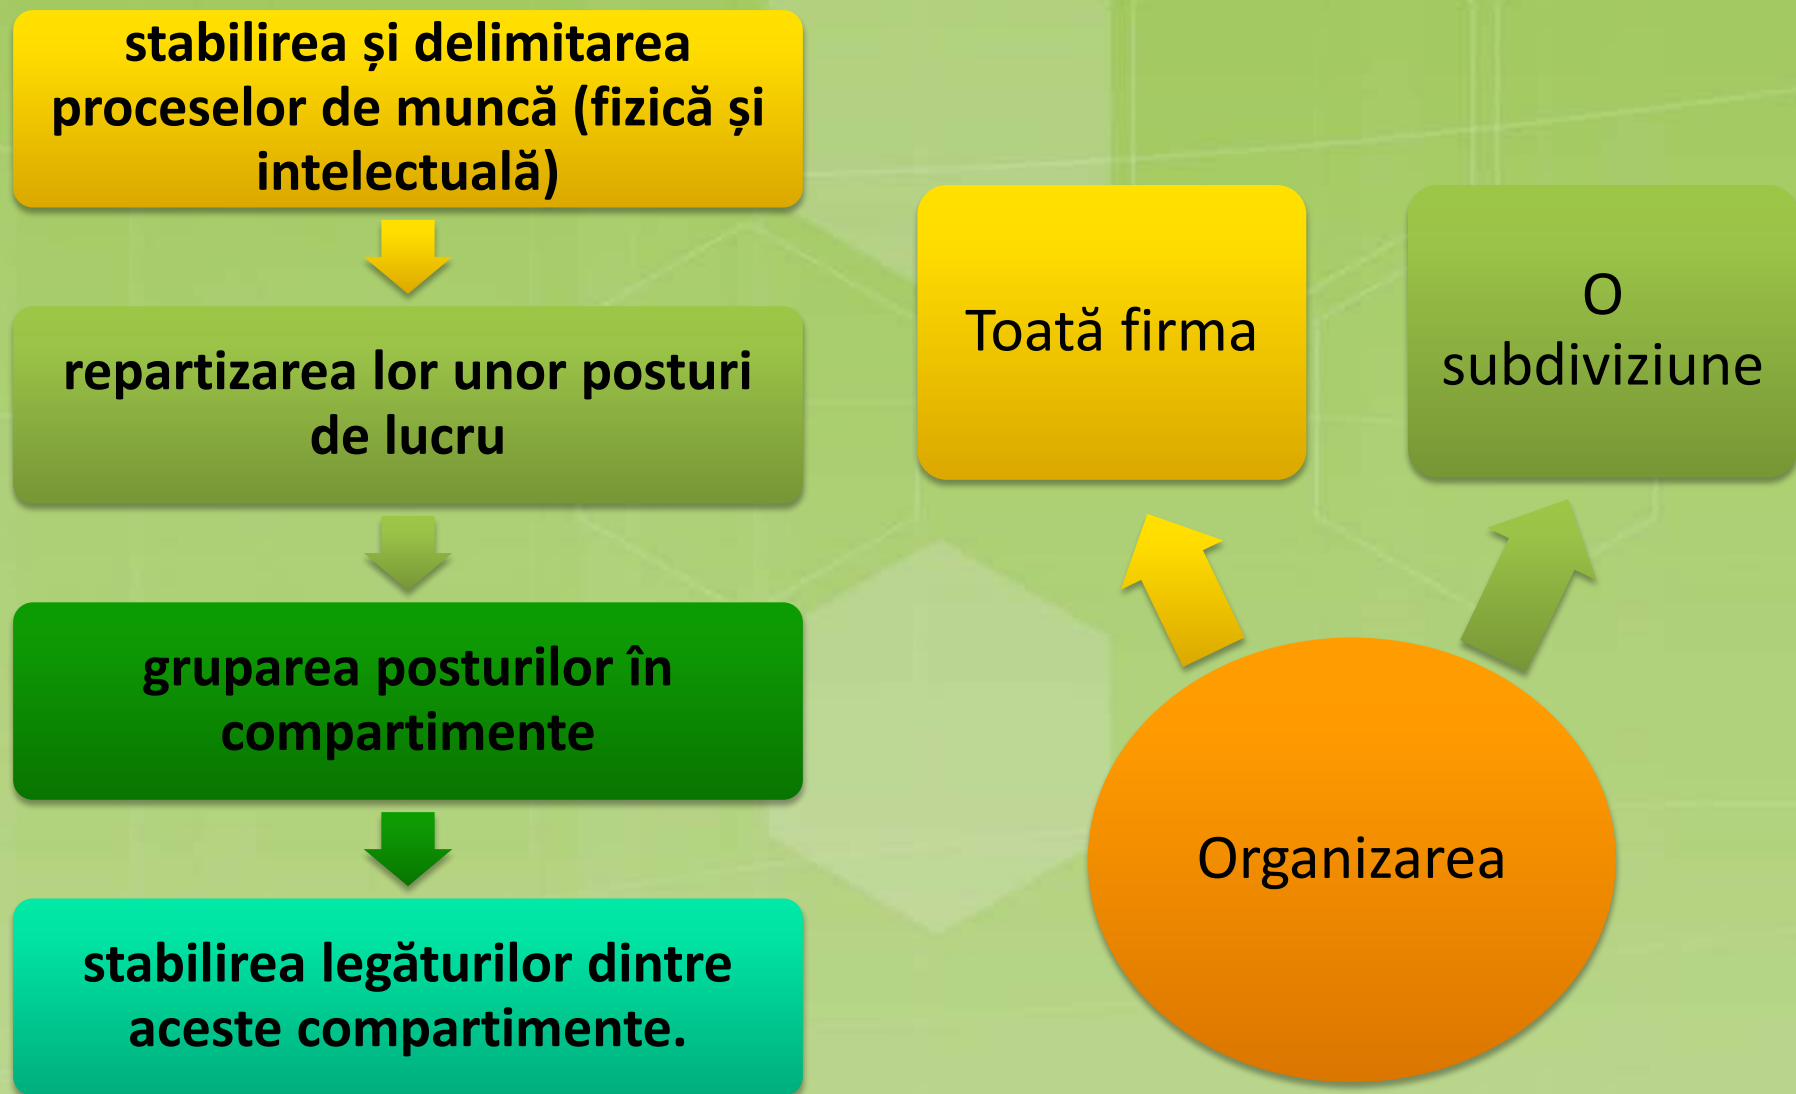 stabilirea și delimitarea
proceselor de muncă (fizică și
intelectuală)
repartizarea lor unor posturi
de lucru
gruparea posturilor în
compartimente
stabilirea legăturilor dintre
aceste compartimente.
Toată firma
O
subdiviziune
Organizarea